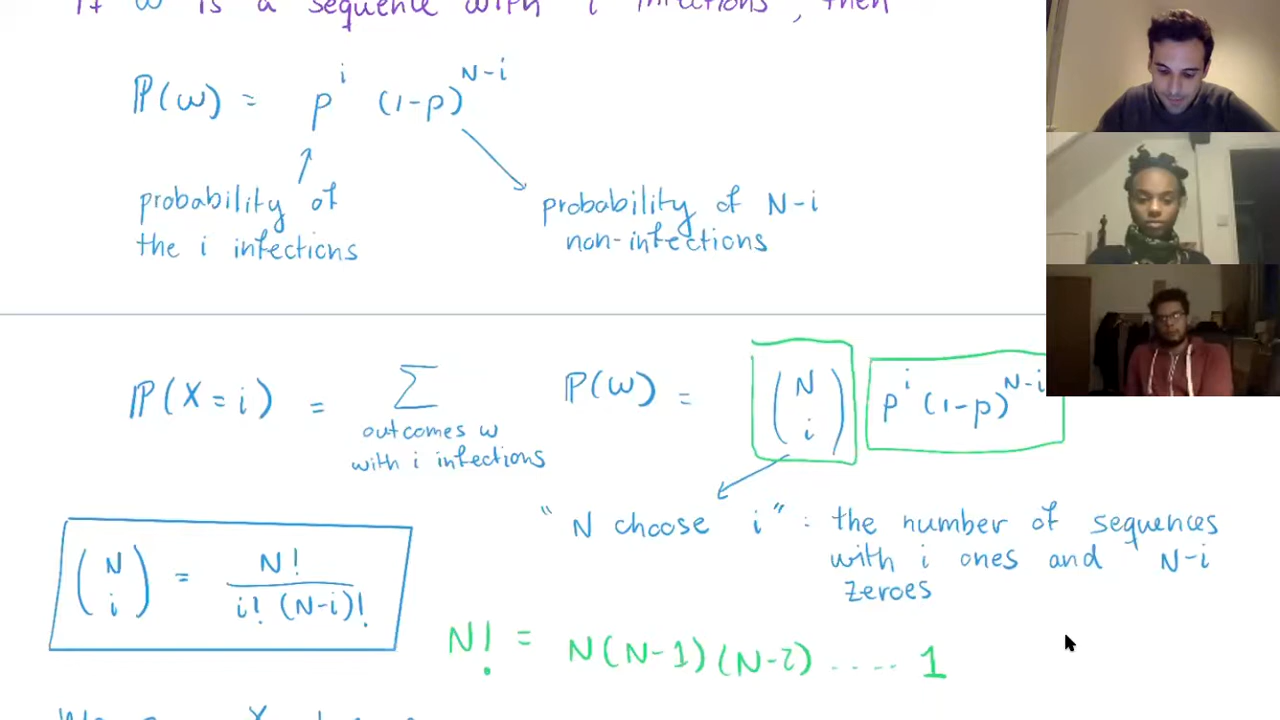 If ω is a sequence with i infections, then
ℙ(ω) = p^i (1-p)^{N-i}
probability of
the i infections
probability of N-i
non-infections
ℙ(X=i) = ∑ ℙ(ω) = (N i) p^i (1-p)^{N-i}
outcomes ω
with i infections
"N choose i" : the number of sequences
with i ones and N-i
zeroes
(N i) = N! / i! (N-i)!
N! = N(N-1)(N-2) ..... 1